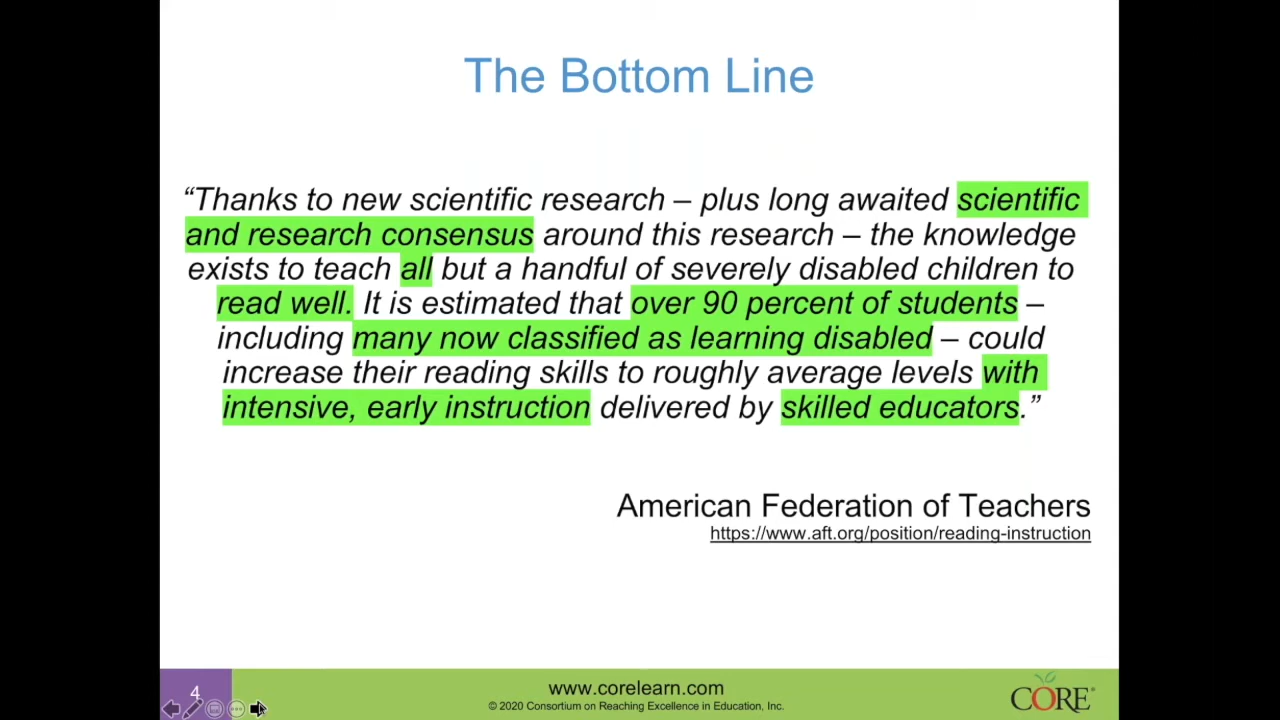 The Bottom Line
“Thanks to new scientific research – plus long awaited scientific
and research consensus around this research – the knowledge
exists to teach all but a handful of severely disabled children to
read well. It is estimated that over 90 percent of students –
including many now classified as learning disabled – could
increase their reading skills to roughly average levels with
intensive, early instruction delivered by skilled educators.”
American Federation of Teachers
https://www.aft.org/position/reading-instruction
4
www.corelearn.com
© 2020 Consortium on Reaching Excellence in Education, Inc.
CORE®